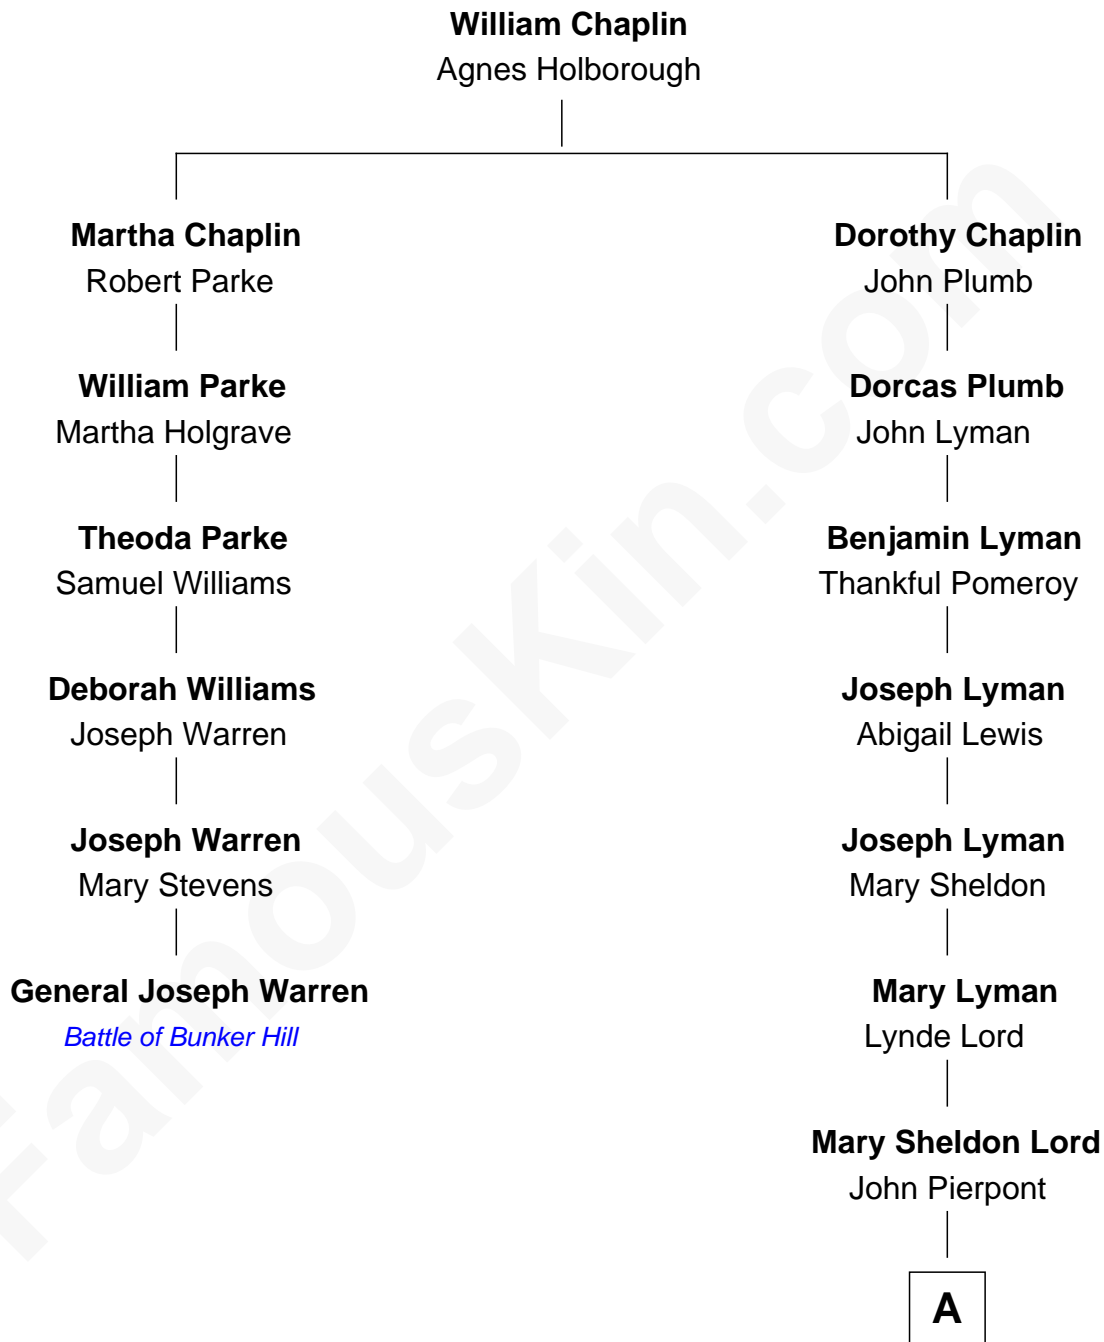 William Chaplin
Agnes Holborough
Martha Chaplin
Robert Parke
Dorothy Chaplin
John Plumb
William Parke
Martha Holgrave
Dorcas Plumb
John Lyman
Theoda Parke
Samuel Williams
Benjamin Lyman
Thankful Pomeroy
Deborah Williams
Joseph Warren
Joseph Lyman
Abigail Lewis
Joseph Warren
Mary Stevens
Joseph Lyman
Mary Sheldon
General Joseph Warren
Battle of Bunker Hill
Mary Lyman
Lynde Lord
Mary Sheldon Lord
John Pierpont
A
FamousKin.com